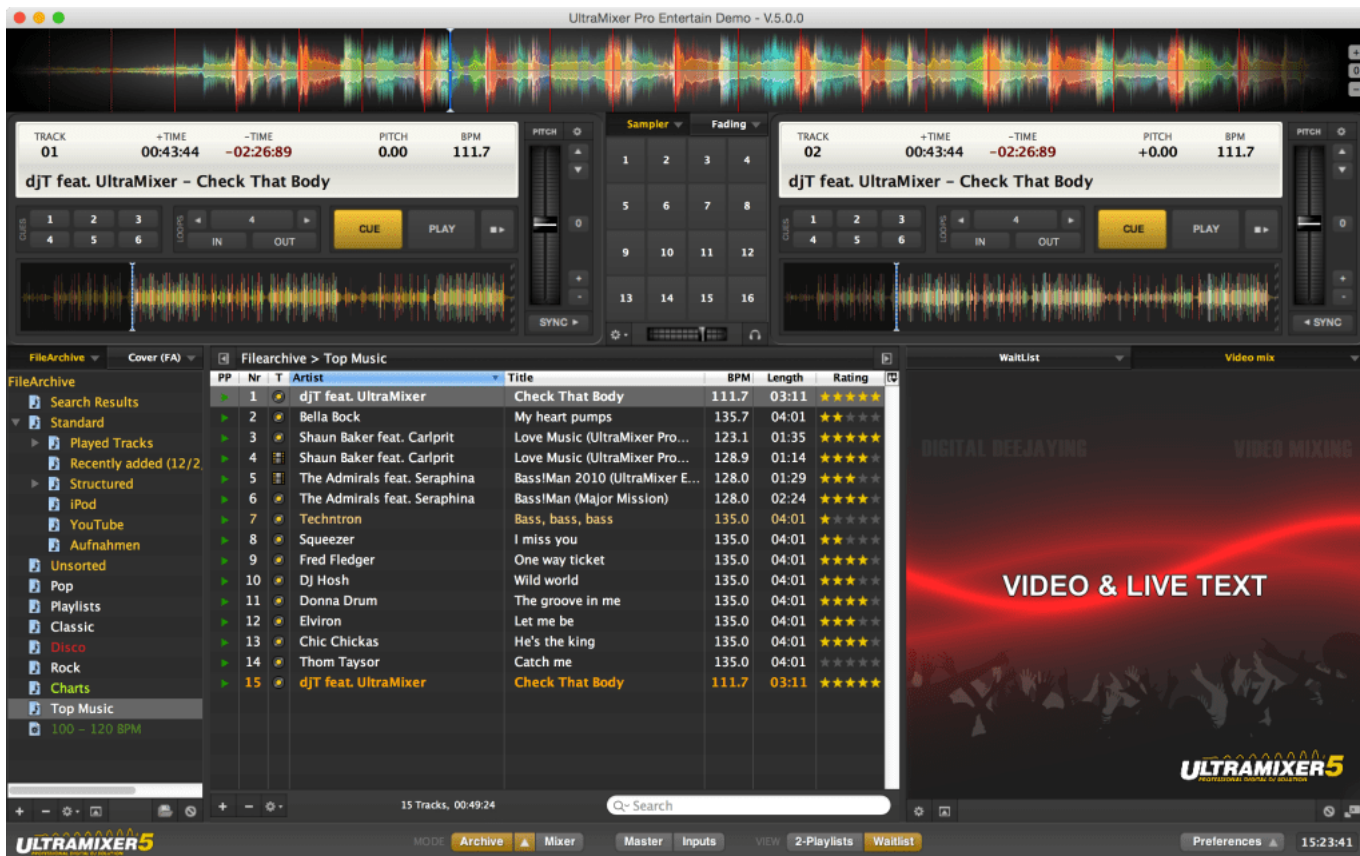 UltraMixer Pro Entertain Demo - V.5.0.0
TRACK +TIME -TIME PITCH BPM
01 00:43:44 -02:26:89 0.00 111.7
djT feat. UltraMixer – Check That Body
CUES 1 2 3 LOOPS 4 CUE PLAY
4 5 6 IN OUT
PITCH
0
+
-
SYNC
Sampler Fading
1 2 3 4
5 6 7 8
9 10 11 12
13 14 15 16
TRACK +TIME -TIME PITCH BPM
02 00:43:44 -02:26:89 +0.00 111.7
djT feat. UltraMixer – Check That Body
CUES 1 2 3 LOOPS 4 CUE PLAY
4 5 6 IN OUT
PITCH
0
+
-
SYNC
FileArchive Cover (FA)
FileArchive
Search Results
Standard
Played Tracks
Recently added (12/2
Structured
iPod
YouTube
Aufnahmen
Unsorted
Pop
Playlists
Classic
Disco
Rock
Charts
Top Music
100 – 120 BPM
Filearchive > Top Music
PP Nr T Artist Title BPM Length Rating
1 djT feat. UltraMixer Check That Body 111.7 03:11
2 Bella Bock My heart pumps 135.7 04:01
3 Shaun Baker feat. Carlprit Love Music (UltraMixer Pro... 123.1 01:35
4 Shaun Baker feat. Carlprit Love Music (UltraMixer Pro... 128.9 01:14
5 The Admirals feat. Seraphina Bass!Man 2010 (UltraMixer E... 128.0 01:29
6 The Admirals feat. Seraphina Bass!Man (Major Mission) 128.0 02:24
7 Techntron Bass, bass, bass 135.0 04:01
8 Squeezer I miss you 135.0 04:01
9 Fred Fledger One way ticket 135.0 04:01
10 DJ Hosh Wild world 135.0 04:01
11 Donna Drum The groove in me 135.0 04:01
12 Elviron Let me be 135.0 04:01
13 Chic Chickas He's the king 135.0 04:01
14 Thom Taysor Catch me 135.0 04:01
15 djT feat. UltraMixer Check That Body 111.7 03:11
15 Tracks, 00:49:24 Search
WaitList Video mix
DIGITAL DEEJAYING VIDEO MIXING
VIDEO & LIVE TEXT
ULTRAMIXER5
PROFESSIONAL DIGITAL DJ SOLUTION
ULTRAMIXER5
PROFESSIONAL DIGITAL DJ SOLUTION
MODE Archive Mixer Master Inputs VIEW 2-Playlists Waitlist Preferences 15:23:41